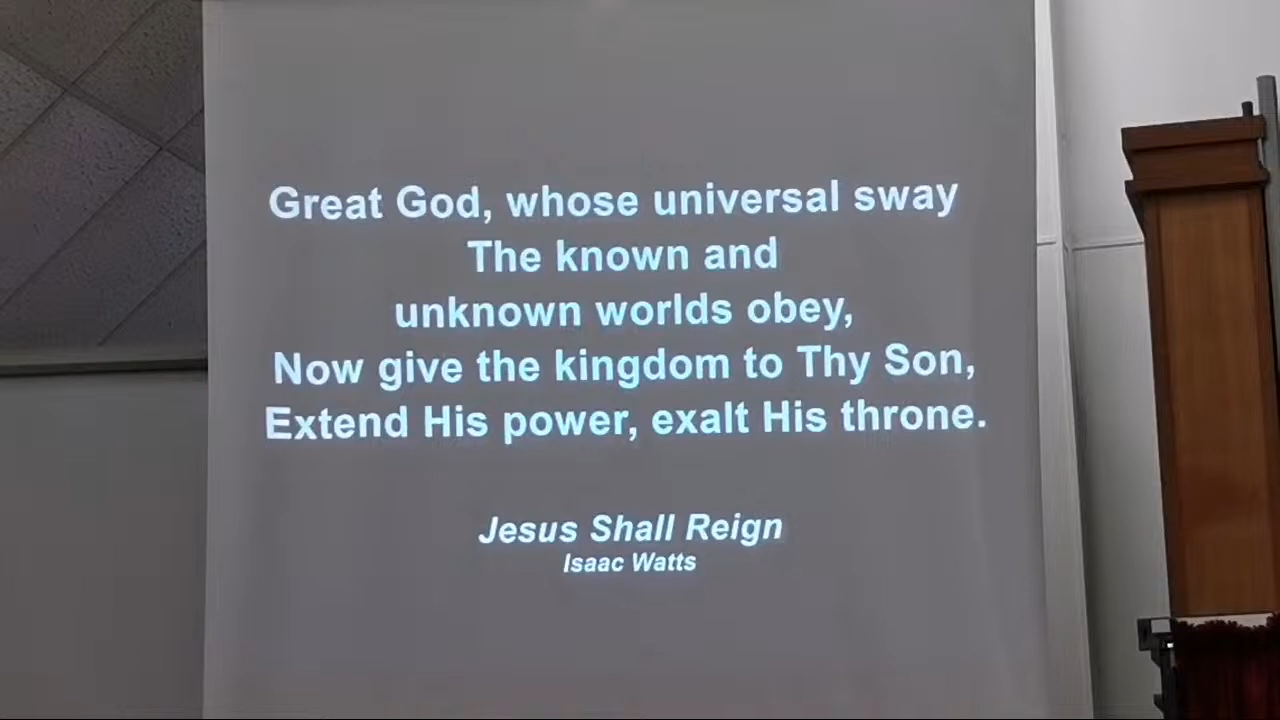 Great God, whose universal sway
The known and
unknown worlds obey,
Now give the kingdom to Thy Son,
Extend His power, exalt His throne.
Jesus Shall Reign
Isaac Watts